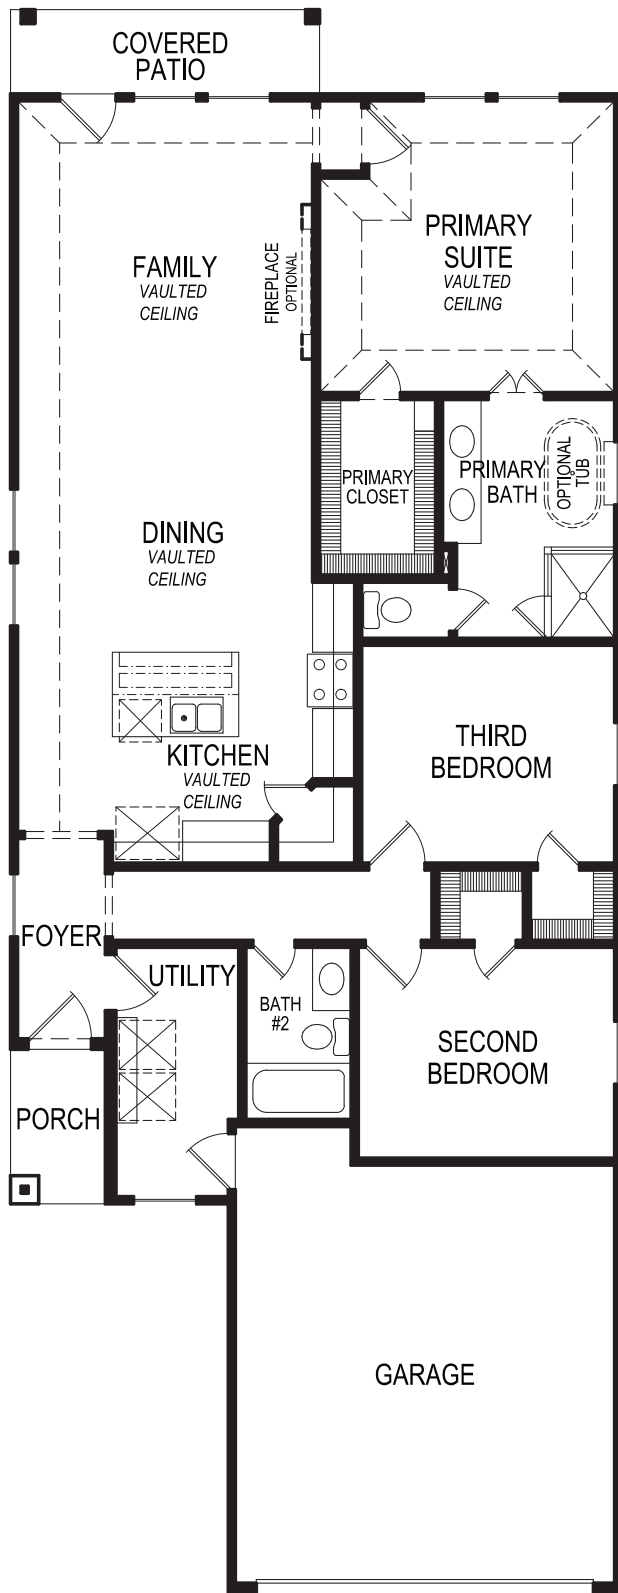 COVERED
PATIO
FAMILY
VAULTED
CEILING
FIREPLACE
OPTIONAL
PRIMARY
SUITE
VAULTED
CEILING
PRIMARY
CLOSET
PRIMARY
BATH
OPTIONAL
TUB
DINING
VAULTED
CEILING
KITCHEN
VAULTED
CEILING
THIRD
BEDROOM
FOYER
UTILITY
BATH
#2
SECOND
BEDROOM
PORCH
GARAGE